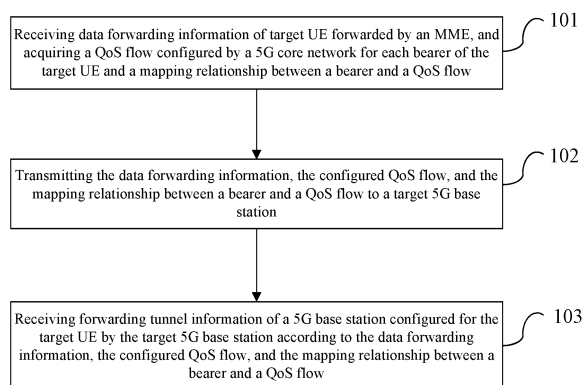 Receiving data forwarding information of target UE forwarded by an MME, and
acquiring a QoS flow configured by a 5G core network for each bearer of the
target UE and a mapping relationship between a bearer and a QoS flow
101
Transmitting the data forwarding information, the configured QoS flow, and the
mapping relationship between a bearer and a QoS flow to a target 5G base
station
102
Receiving forwarding tunnel information of a 5G base station configured for the
target UE by the target 5G base station according to the data forwarding
information, the configured QoS flow, and the mapping relationship between a
bearer and a QoS flow
103